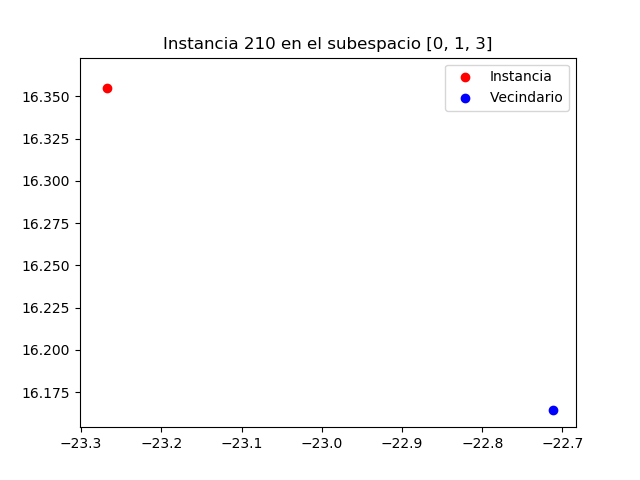 Instancia 210 en el subespacio [0, 1, 3]
Instancia
Vecindario
16.350
16.325
16.300
16.275
16.250
16.225
16.200
16.175
−23.3 −23.2 −23.1 −23.0 −22.9 −22.8 −22.7